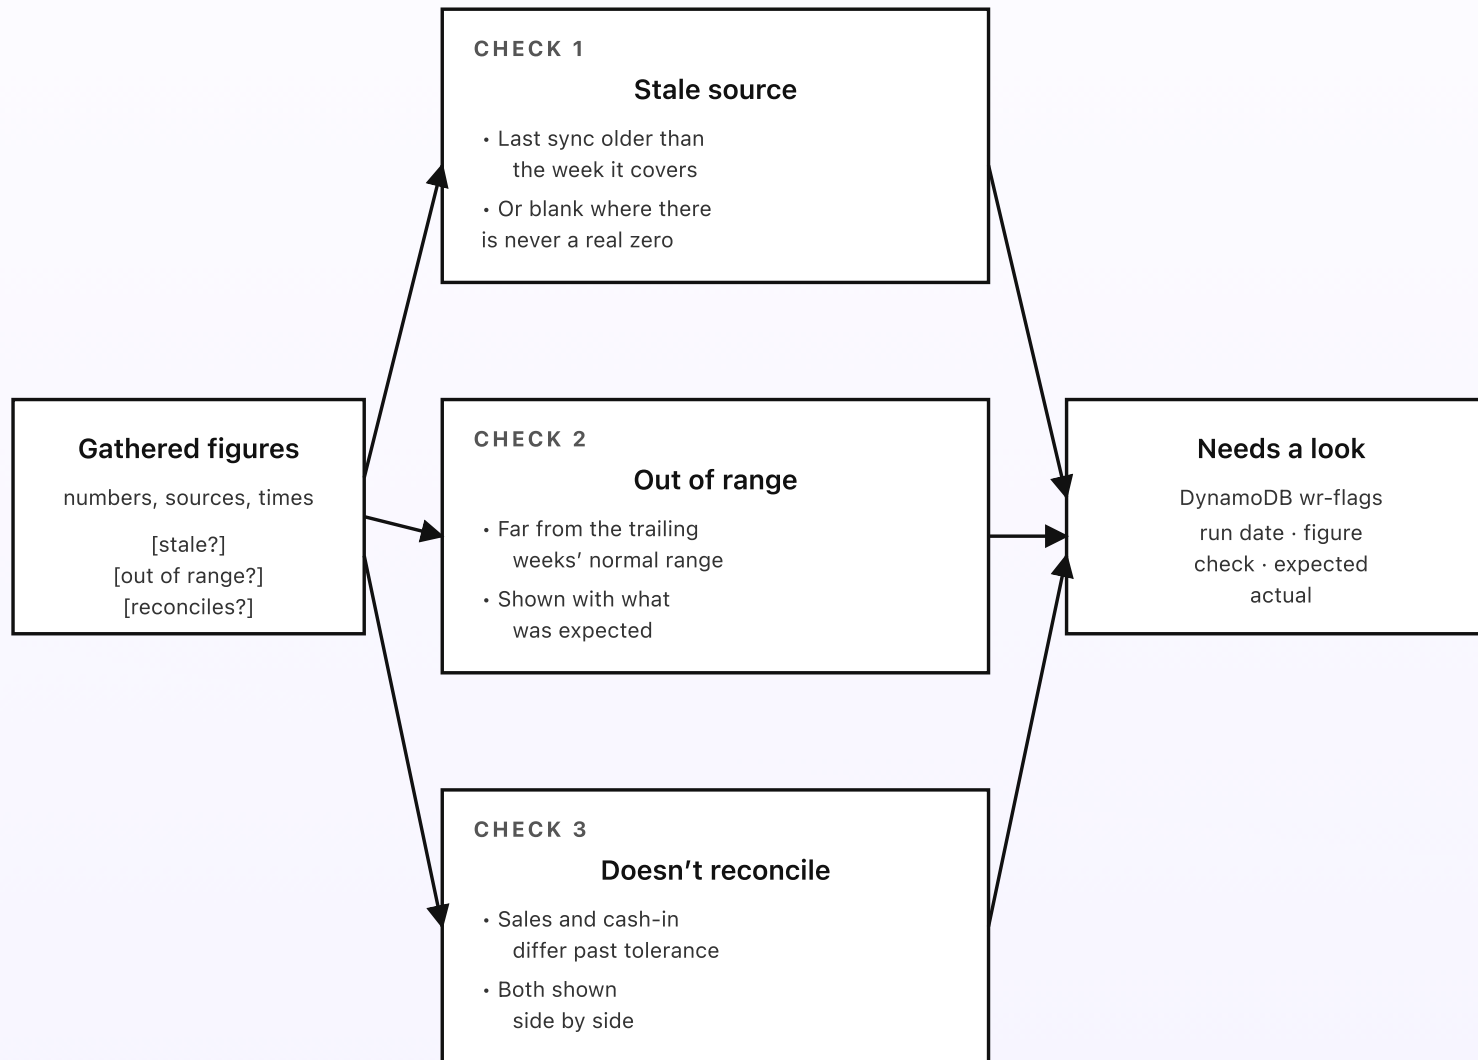 CHECK 1
Stale source
• Last sync older than
the week it covers
• Or blank where there
is never a real zero
Gathered figures
numbers, sources, times
[stale?]
[out of range?]
[reconciles?]
CHECK 2
Out of range
• Far from the trailing
weeks’ normal range
• Shown with what
was expected
Needs a look
DynamoDB wr-flags
run date · figure
check · expected
actual
CHECK 3
Doesn’t reconcile
• Sales and cash-in
differ past tolerance
• Both shown
side by side